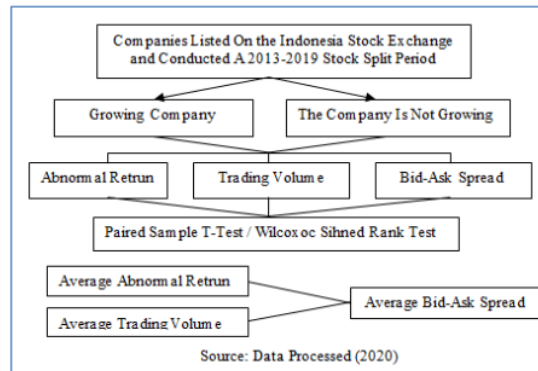 Companies Listed On the Indonesia Stock Exchange
and Conducted A 2013-2019 Stock Split Period
Growing Company
The Company Is Not Growing
Abnormal Retrun
Trading Volume
Bid-Ask Spread
Paired Sample T-Test / Wilcoxoc Sihned Rank Test
Average Abnormal Retrun
Average Bid-Ask Spread
Average Trading Volume
Source: Data Processed (2020)